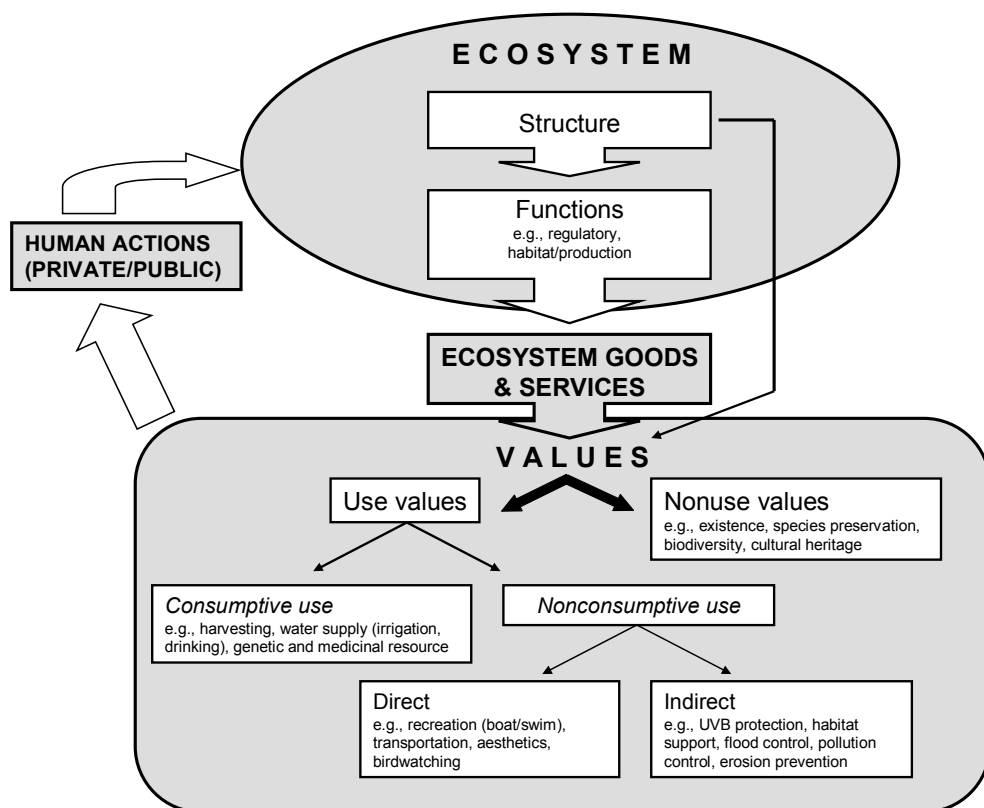 E C O S Y S T E M
Structure
Functions
e.g., regulatory,
habitat/production
HUMAN ACTIONS
(PRIVATE/PUBLIC)
ECOSYSTEM GOODS
& SERVICES
V A L U E S
Use values
Nonuse values
e.g., existence, species preservation,
biodiversity, cultural heritage
Consumptive use
e.g., harvesting, water supply (irrigation,
drinking), genetic and medicinal resource
Nonconsumptive use
Direct
e.g., recreation (boat/swim),
transportation, aesthetics,
birdwatching
Indirect
e.g., UVB protection, habitat
support, flood control, pollution
control, erosion prevention